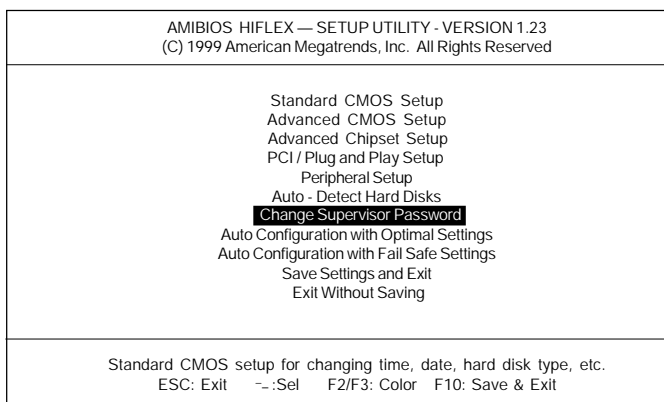 AMIBIOS HIFLEX — SETUP UTILITY - VERSION 1.23
(C) 1999 American Megatrends, Inc. All Rights Reserved
Standard CMOS Setup
Advanced CMOS Setup
Advanced Chipset Setup
PCI / Plug and Play Setup
Peripheral Setup
Auto - Detect Hard Disks
Change Supervisor Password
Auto Configuration with Optimal Settings
Auto Configuration with Fail Safe Settings
Save Settings and Exit
Exit Without Saving
Standard CMOS setup for changing time, date, hard disk type, etc.
ESC: Exit ¯_ :Sel F2/F3: Color F10: Save & Exit